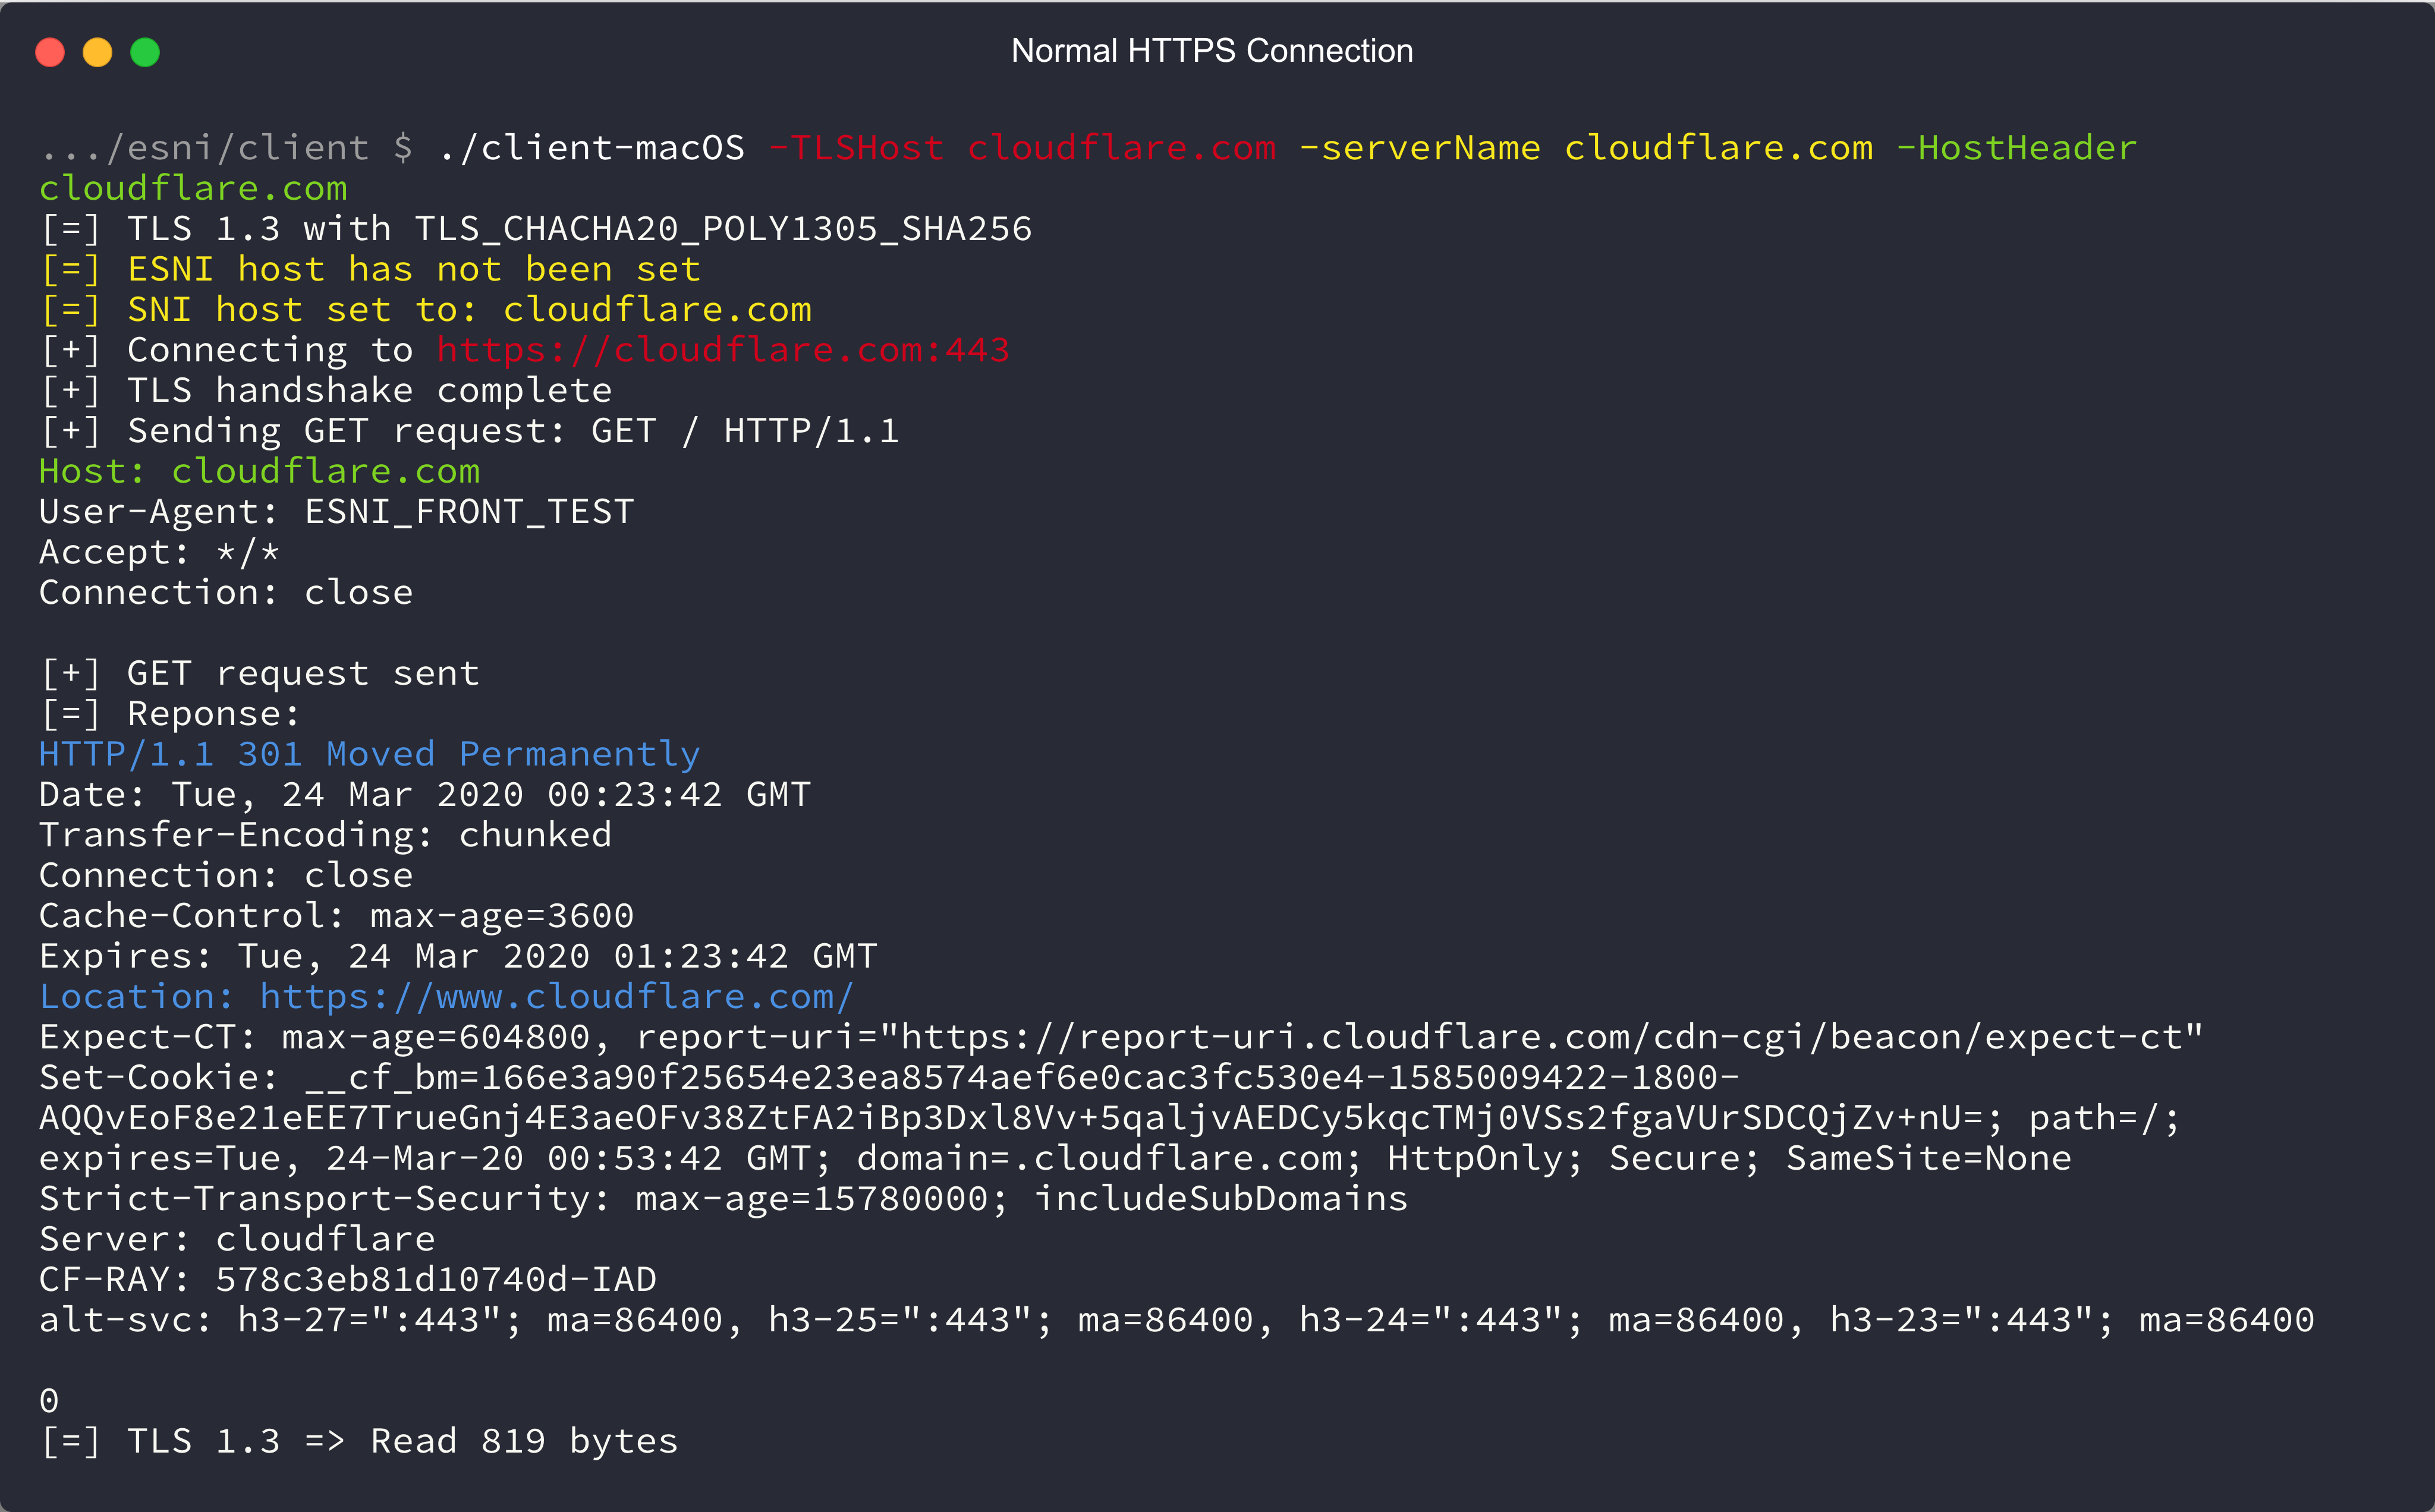 Normal HTTPS Connection
.../esni/client $ ./client-macOS -TLSHost cloudflare.com -serverName cloudflare.com -HostHeader
cloudflare.com
[=] TLS 1.3 with TLS_CHACHA20_POLY1305_SHA256
[=] ESNI host has not been set
[=] SNI host set to: cloudflare.com
[+] Connecting to https://cloudflare.com:443
[+] TLS handshake complete
[+] Sending GET request: GET / HTTP/1.1
Host: cloudflare.com
User-Agent: ESNI_FRONT_TEST
Accept: */*
Connection: close
[+] GET request sent
[=] Reponse:
HTTP/1.1 301 Moved Permanently
Date: Tue, 24 Mar 2020 00:23:42 GMT
Transfer-Encoding: chunked
Connection: close
Cache-Control: max-age=3600
Expires: Tue, 24 Mar 2020 01:23:42 GMT
Location: https://www.cloudflare.com/
Expect-CT: max-age=604800, report-uri="https://report-uri.cloudflare.com/cdn-cgi/beacon/expect-ct"
Set-Cookie: __cf_bm=166e3a90f25654e23ea8574aef6e0cac3fc530e4-1585009422-1800-
AQQvEoF8e21eEE7TrueGnj4E3aeOFv38ZtFA2iBp3Dxl8Vv+5qaljvAEDCy5kqcTMj0VSs2fgaVUrSDCQjZv+nU=; path=/;
expires=Tue, 24-Mar-20 00:53:42 GMT; domain=.cloudflare.com; HttpOnly; Secure; SameSite=None
Strict-Transport-Security: max-age=15780000; includeSubDomains
Server: cloudflare
CF-RAY: 578c3eb81d10740d-IAD
alt-svc: h3-27=":443"; ma=86400, h3-25=":443"; ma=86400, h3-24=":443"; ma=86400, h3-23=":443"; ma=86400
0
[=] TLS 1.3 => Read 819 bytes